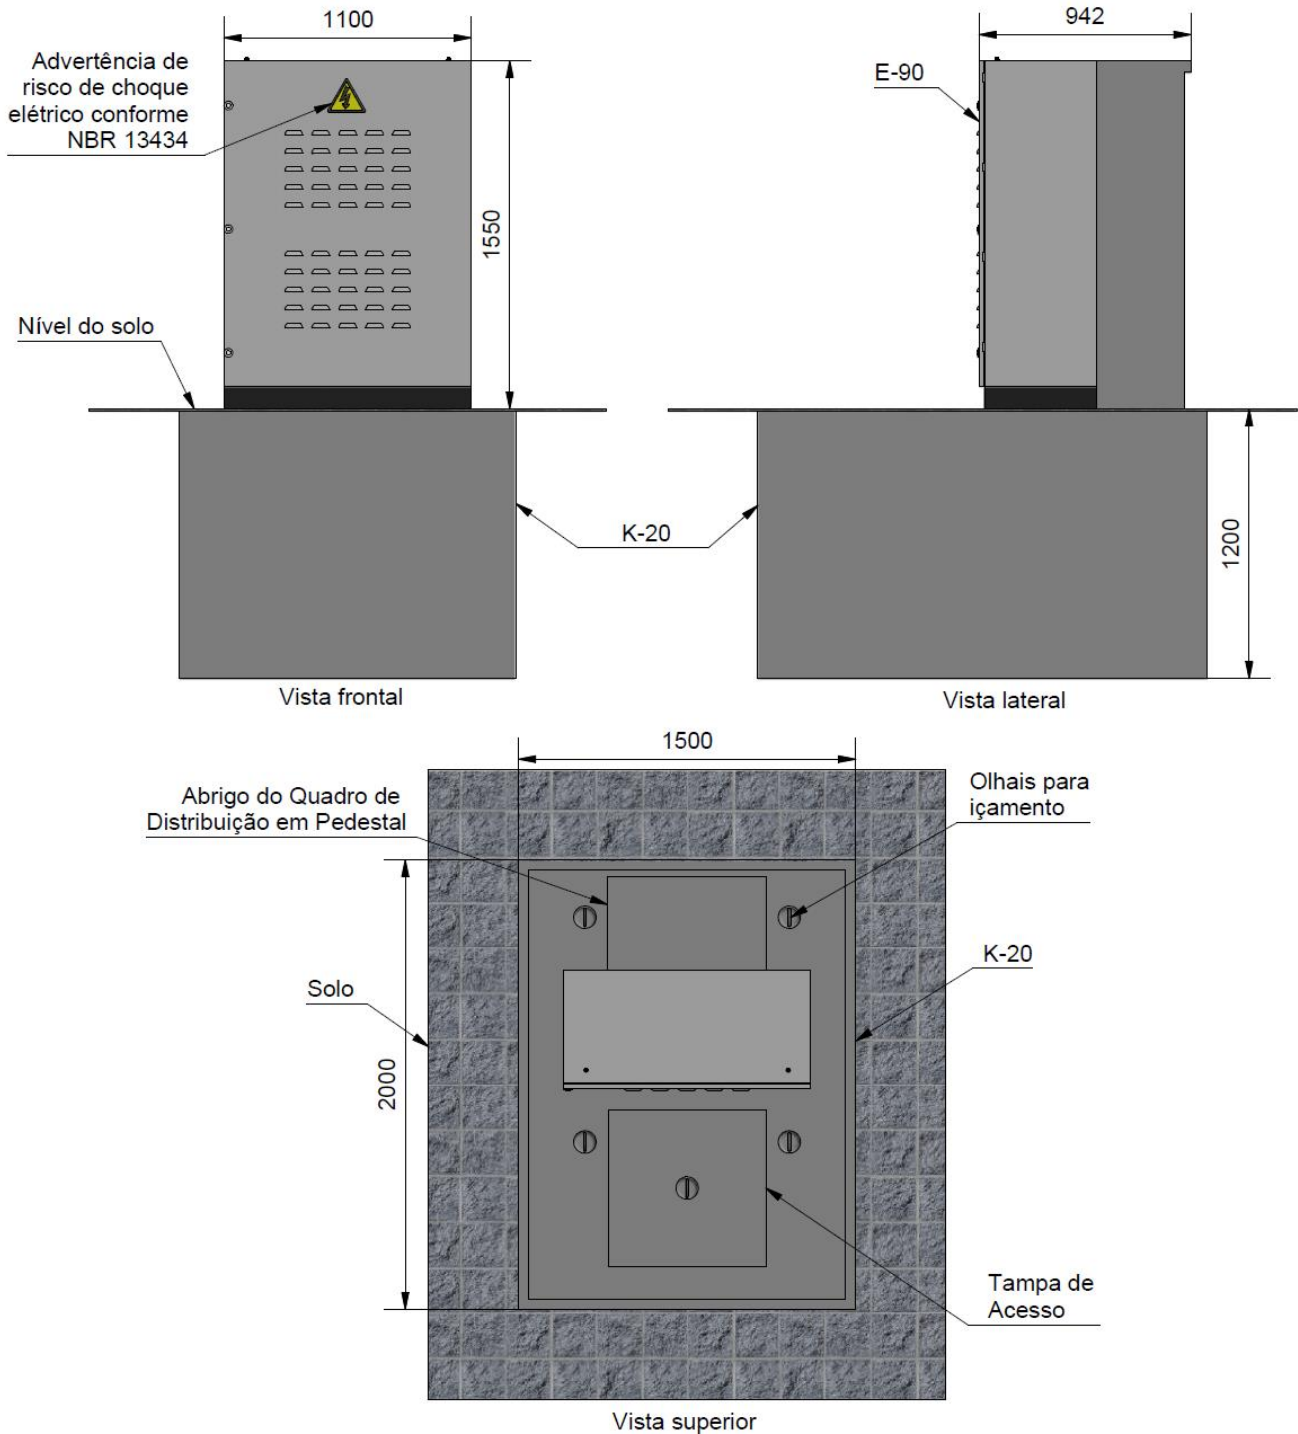 1100
942
Advertência de
risco de choque
elétrico conforme
NBR 13434
E-90
1550
Nível do solo
K-20
1200
Vista frontal
Vista lateral
1500
Abrigo do Quadro de
Distribuição em Pedestal
Olhais para
içamento
K-20
Solo
2000
Tampa de
Acesso
Vista superior